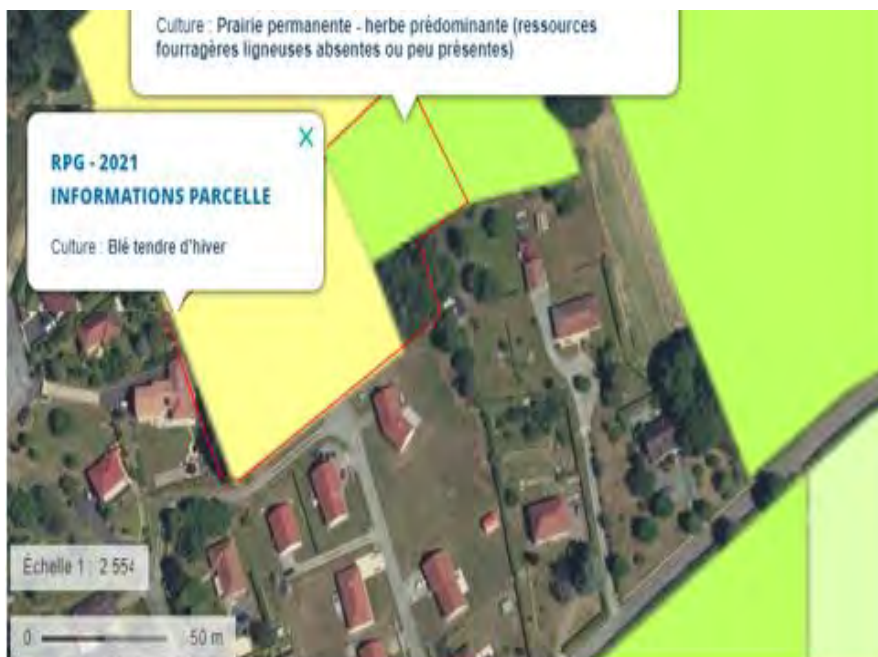 Culture : Prairie permanente - herbe prédominante (ressources
fourragères ligneuses absentes ou peu présentes)
X
RPG - 2021
INFORMATIONS PARCELLE
Culture : Blé tendre d'hiver
Échelle 1 : 2 554
0 50 m